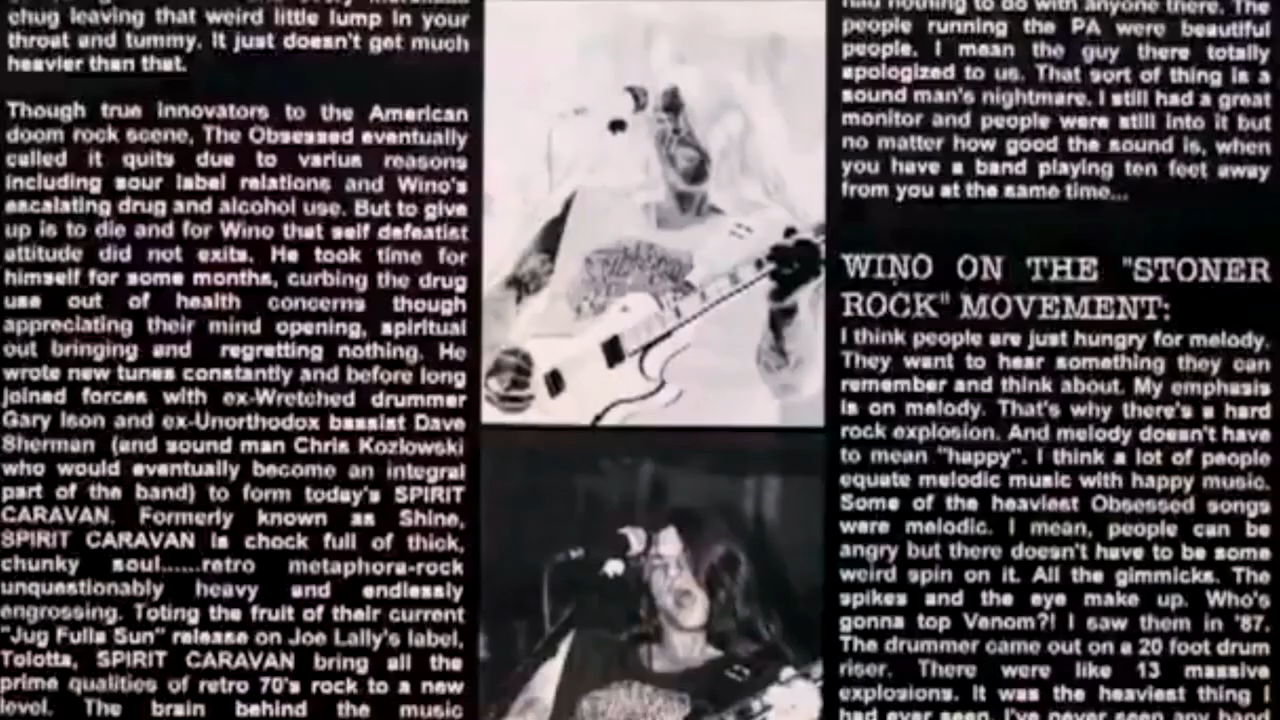 chug leaving that weird little lump in your
throat and tummy. It just doesn't get much
heavier than that.
Though true innovators to the American
doom rock scene, The Obsessed eventually
called it quits due to varius reasons
including sour label relations and Wino's
escalating drug and alcohol use. But to give
up is to die and for Wino that self defeatist
attitude did not exits. He took time for
himself for some months, curbing the drug
use out of health concerns though
appreciating their mind opening, spiritual
out bringing and regretting nothing. He
wrote new tunes constantly and before long
joined forces with ex-Wretched drummer
Gary Ison and ex-Unorthodox bassist Dave
Sherman (and sound man Chris Kozlowski
who would eventually become an integral
part of the band) to form today's SPIRIT
CARAVAN. Formerly known as Shine,
SPIRIT CARAVAN is chock full of thick,
chunky soul......retro metaphora-rock
unquestionably heavy and endlessly
engrossing. Toting the fruit of their current
"Jug Fulla Sun" release on Joe Lally's label,
Tolotta, SPIRIT CARAVAN bring all the
prime qualities of retro 70's rock to a new
level. The brain behind the music
had nothing to do with anyone there. The
people running the PA were beautiful
people. I mean the guy there totally
apologized to us. That sort of thing is a
sound man's nightmare. I still had a great
monitor and people were still into it but
no matter how good the sound is, when
you have a band playing ten feet away
from you at the same time...
WINO ON THE "STONER
ROCK" MOVEMENT:
I think people are just hungry for melody.
They want to hear something they can
remember and think about. My emphasis
is on melody. That's why there's a hard
rock explosion. And melody doesn't have
to mean "happy". I think a lot of people
equate melodic music with happy music.
Some of the heaviest Obsessed songs
were melodic. I mean, people can be
angry but there doesn't have to be some
weird spin on it. All the gimmicks. The
spikes and the eye make up. Who's
gonna top Venom?! I saw them in '87.
The drummer came out on a 20 foot drum
riser. There were like 13 massive
explosions. It was the heaviest thing I
had ever seen. I've never seen any band